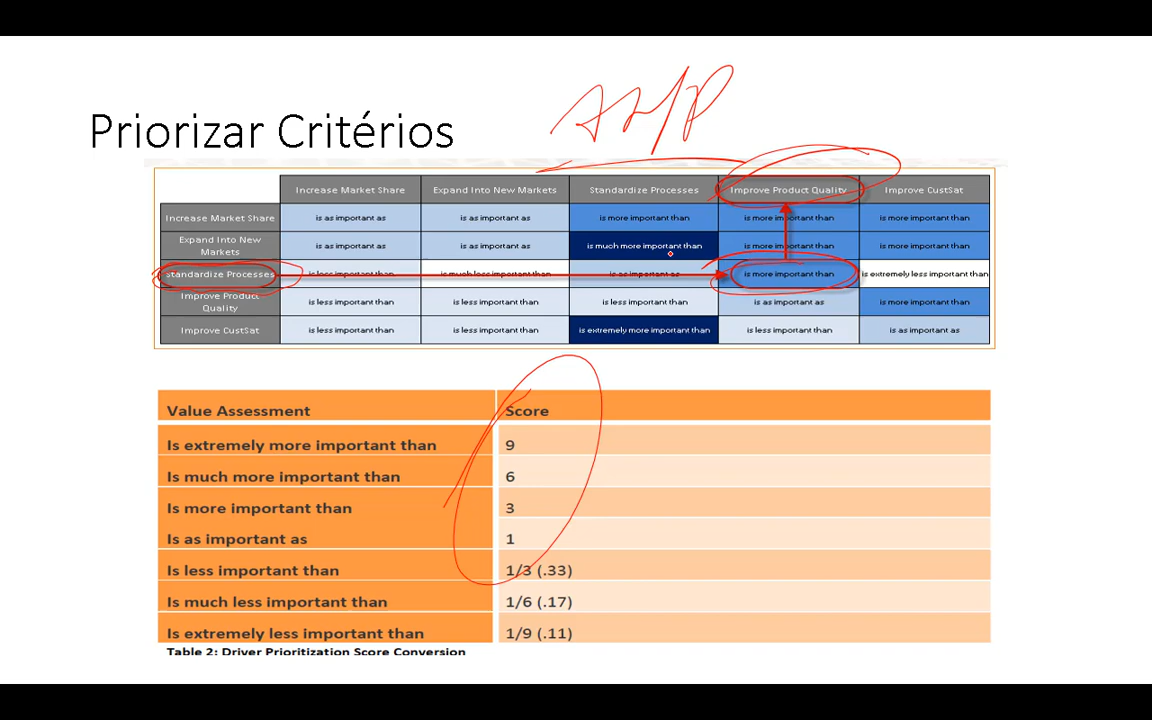 Priorizar Critérios
AHP
Increase Market Share Expand Into New Markets Standardize Processes Improve Product Quality Improve CustSat
Increase Market Share is as important as is as important as is more important than is more important than is more important than
Expand Into New Markets is as important as is as important as is much more important than is more important than is more important than
Standardize Processes is less important than is much less important than is as important as is more important than is extremely less important than
Improve Product Quality is less important than is less important than is less important than is as important as is more important than
Improve CustSat is less important than is less important than is extremely more important than is less important than is as important as
Value Assessment Score
Is extremely more important than 9
Is much more important than 6
Is more important than 3
Is as important as 1
Is less important than 1/3 (.33)
Is much less important than 1/6 (.17)
Is extremely less important than 1/9 (.11)
Table 2: Driver Prioritization Score Conversion